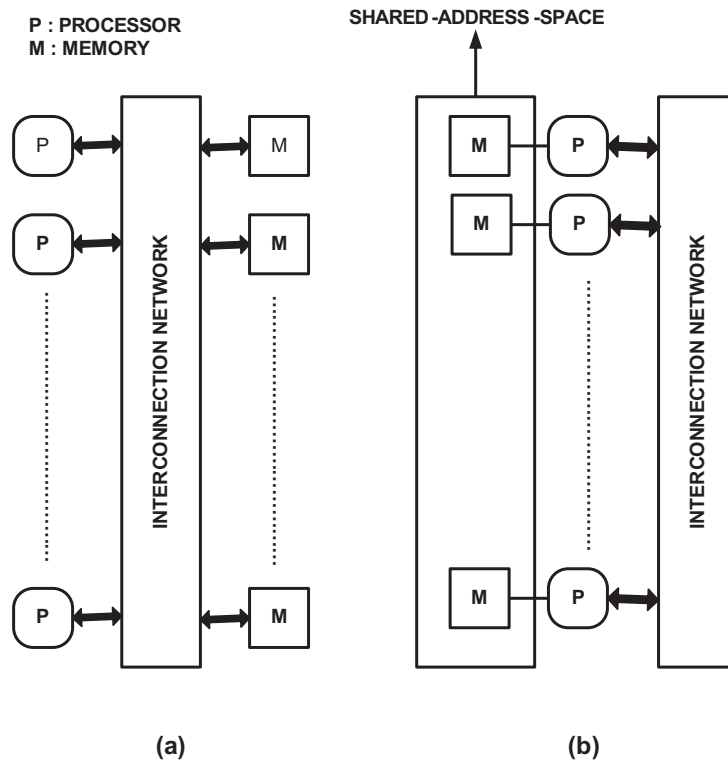 P : PROCESSOR
M : MEMORY
SHARED -ADDRESS -SPACE
P
M
P
M
P
M
INTERCONNECTION NETWORK
M
P
M
P
M
P
INTERCONNECTION NETWORK
(a)
(b)